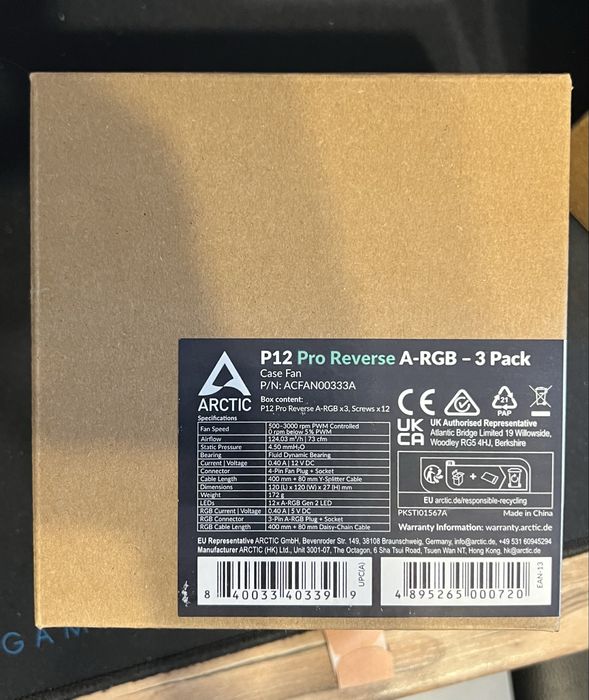 P12 Pro Reverse A-RGB – 3 Pack
Case Fan
P/N: ACFAN00333A
ARCTIC
Box content:
P12 Pro Reverse A-RGB x3, Screws x12
Specifications
Fan Speed 500–3000 rpm PWM Controlled
0 rpm below 5% PWM
Airflow 124.03 m³/h | 73 cfm
Static Pressure 4.50 mmH₂O
Bearing Fluid Dynamic Bearing
Current | Voltage 0.40 A | 12 V DC
Connector 4-Pin Fan Plug + Socket
Cable Length 400 mm + 80 mm Y-Splitter Cable
Dimensions 120 (L) x 120 (W) x 27 (H) mm
Weight 172 g
LEDs 12 x A-RGB Gen 2 LED
RGB Current | Voltage 0.40 A | 5 V DC
RGB Connector 3-Pin A-RGB Plug + Socket
RGB Cable Length 400 mm + 80 mm Daisy-Chain Cable
CE
21
PAP
UK
CA
UK Authorised Representative
Atlantic Bridge Limited 19 Willowside,
Woodley RG5 4HJ, Berkshire
EU arctic.de/responsible-recycling
PKSTI01567A Made in China
Warranty Information: warranty.arctic.de
EU Representative ARCTIC GmbH, Bevenroder Str. 149, 38108 Braunschweig, Germany, info@arctic.de, +49 531 60945294
Manufacturer ARCTIC (HK) Ltd., Unit 3001-07, The Octagon, 6 Sha Tsui Road, Tsuen Wan NT, Hong Kong, hk@arctic.de
8 40033 40339 9
UPC(A)
4 895265 000720
EAN-13
GAM